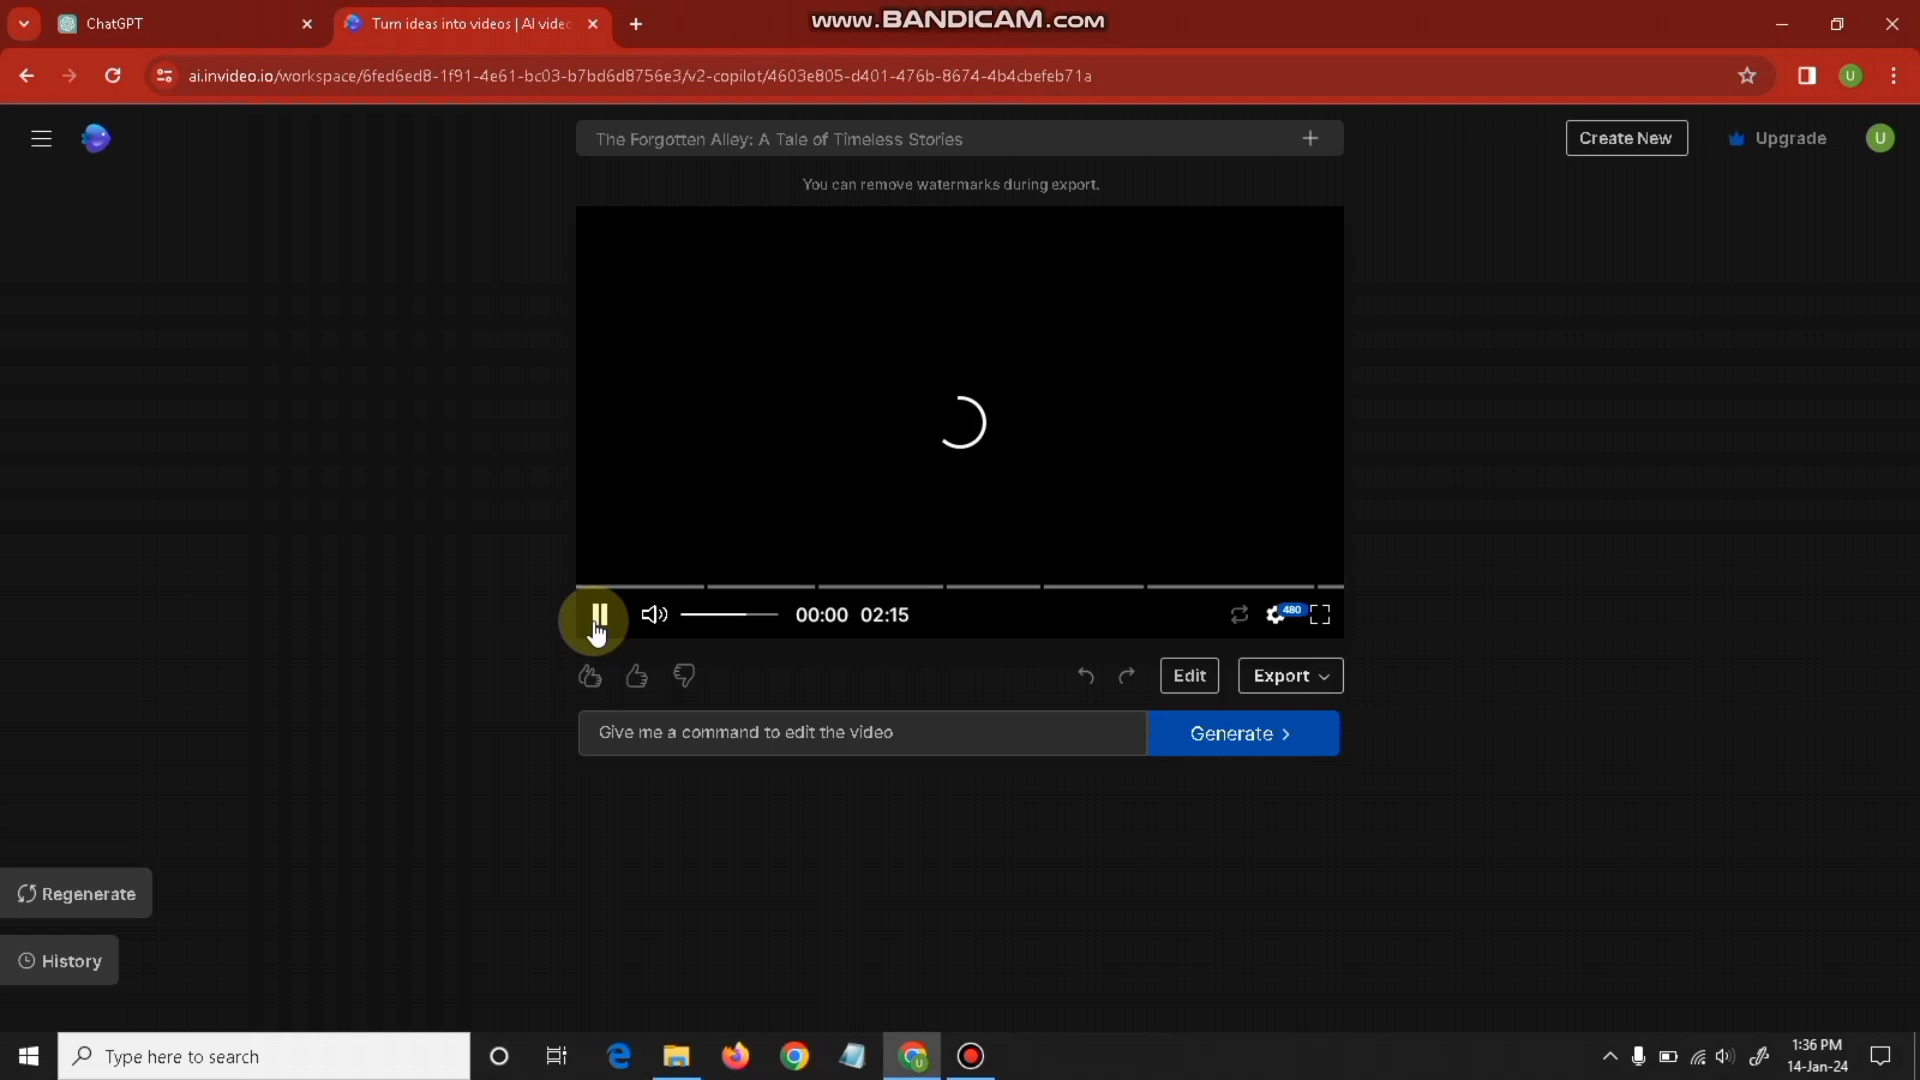 ChatGPT
Turn ideas into videos | AI video
www.BANDICAM.com
ai.invideo.io/workspace/6fed6ed8-1f91-4e61-bc03-b7bd6d8756e3/v2-copilot/4603e805-d401-476b-8674-4b4cbefeb71a
U
The Forgotten Alley: A Tale of Timeless Stories
Create New
Upgrade
U
You can remove watermarks during export.
00:00 02:15
480
Edit
Export
Give me a command to edit the video
Generate >
Regenerate
History
Type here to search
U
1:36 PM
14-Jan-24